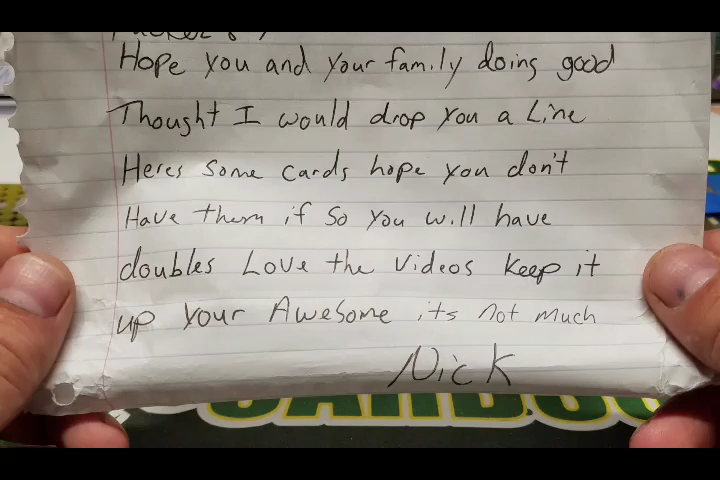 Hope you and your family doing good
Thought I would drop you a Line
Heres some cards hope you don't
Have them if so you will have
doubles Love the videos keep it
up your Awesome its not much
Nick